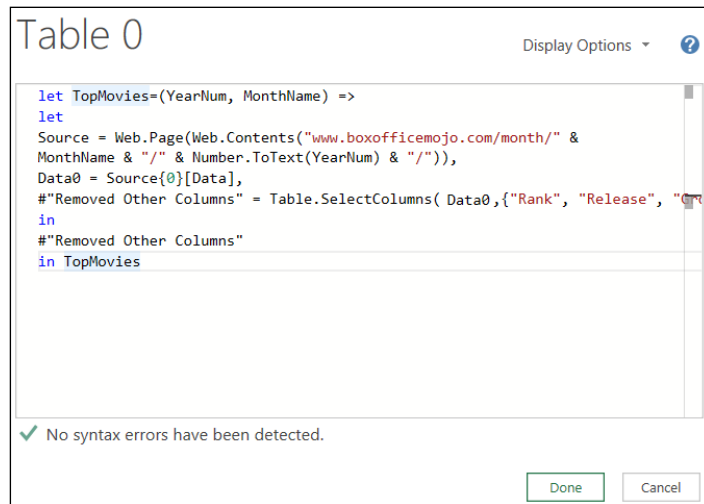 Table 0
Display Options
?
let TopMovies=(YearNum, MonthName) =>
let
Source = Web.Page(Web.Contents("www.boxofficemojo.com/month/" &
MonthName & "/" & Number.ToText(YearNum) & "/")),
Data0 = Source{0}[Data],
#"Removed Other Columns" = Table.SelectColumns( Data0,{"Rank", "Release", "Gro
in
#"Removed Other Columns"
in TopMovies
No syntax errors have been detected.
Done
Cancel